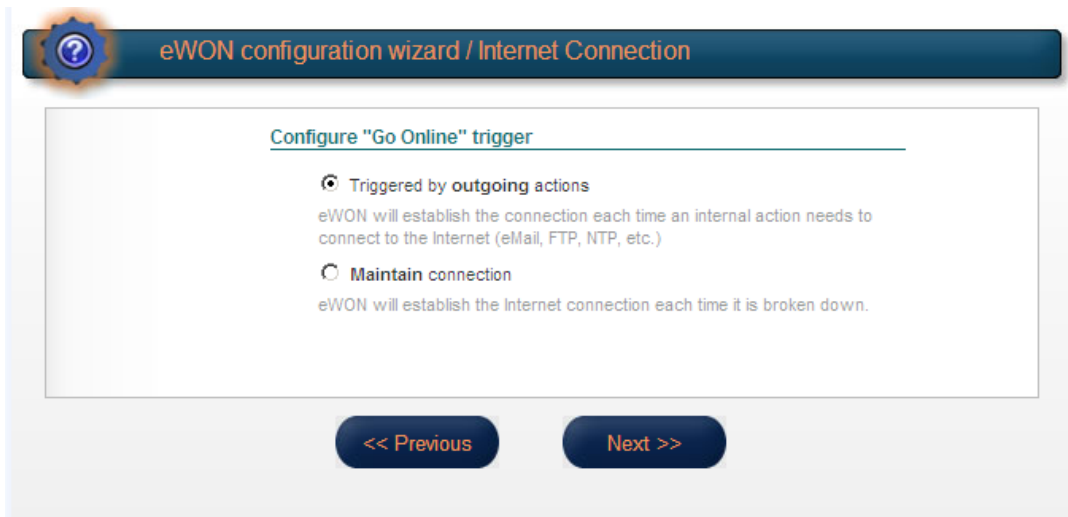 eWON configuration wizard / Internet Connection
Configure "Go Online" trigger
Triggered by outgoing actions
eWON will establish the connection each time an internal action needs to
connect to the Internet (eMail, FTP, NTP, etc.)
Maintain connection
eWON will establish the Internet connection each time it is broken down.
<< Previous
Next >>